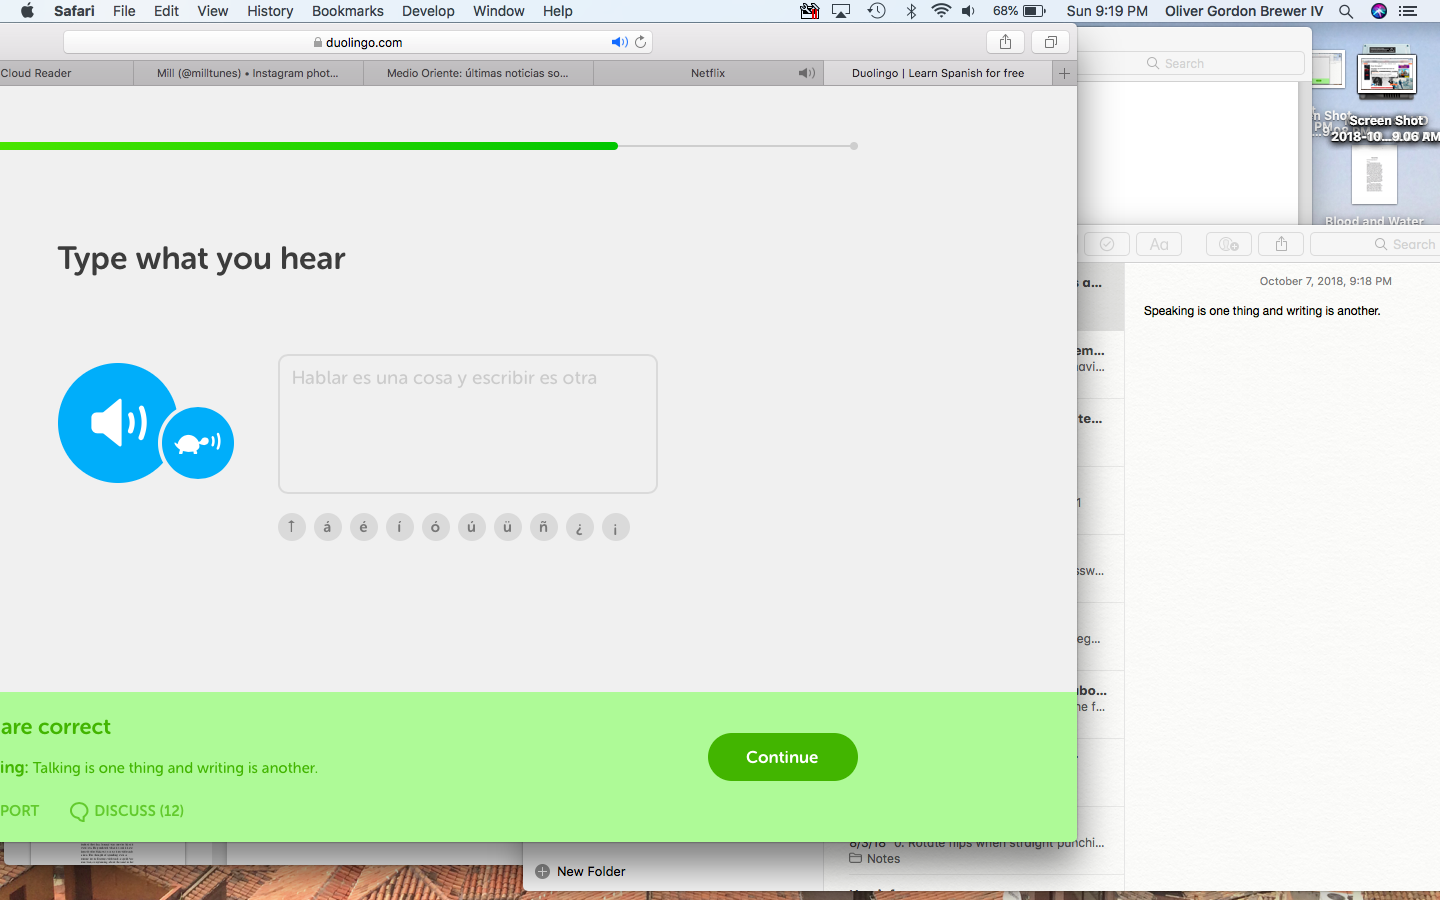 Safari File Edit View History Bookmarks Develop Window Help 68% Sun 9:19 PM Oliver Gordon Brewer IV
duolingo.com
Cloud Reader
Mill (@milltunes) • Instagram phot...
Medio Oriente: últimas noticias so...
Netflix
Duolingo | Learn Spanish for free
Type what you hear
Hablar es una cosa y escribir es otra
↑ á é í ó ú ü ñ ¿ ¡
are correct
ing: Talking is one thing and writing is another.
PORT
DISCUSS (12)
Continue
Search
Screen Shot
2018-10...9.06 AM
Blood and Water
Aa
Search
October 7, 2018, 9:18 PM
Speaking is one thing and writing is another.
s a...
em...
avi...
te...
1
ssw...
eg...
bo...
e f...
8/3/18 o. Rotate hips when straight punchi...
Notes
New Folder